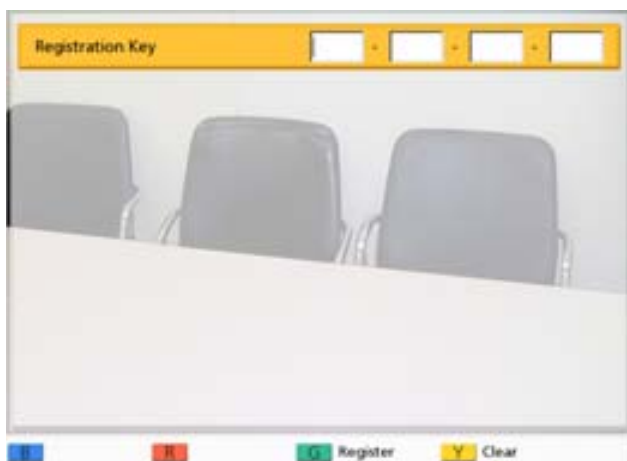 Registration Key - - -
B R G Register Y Clear